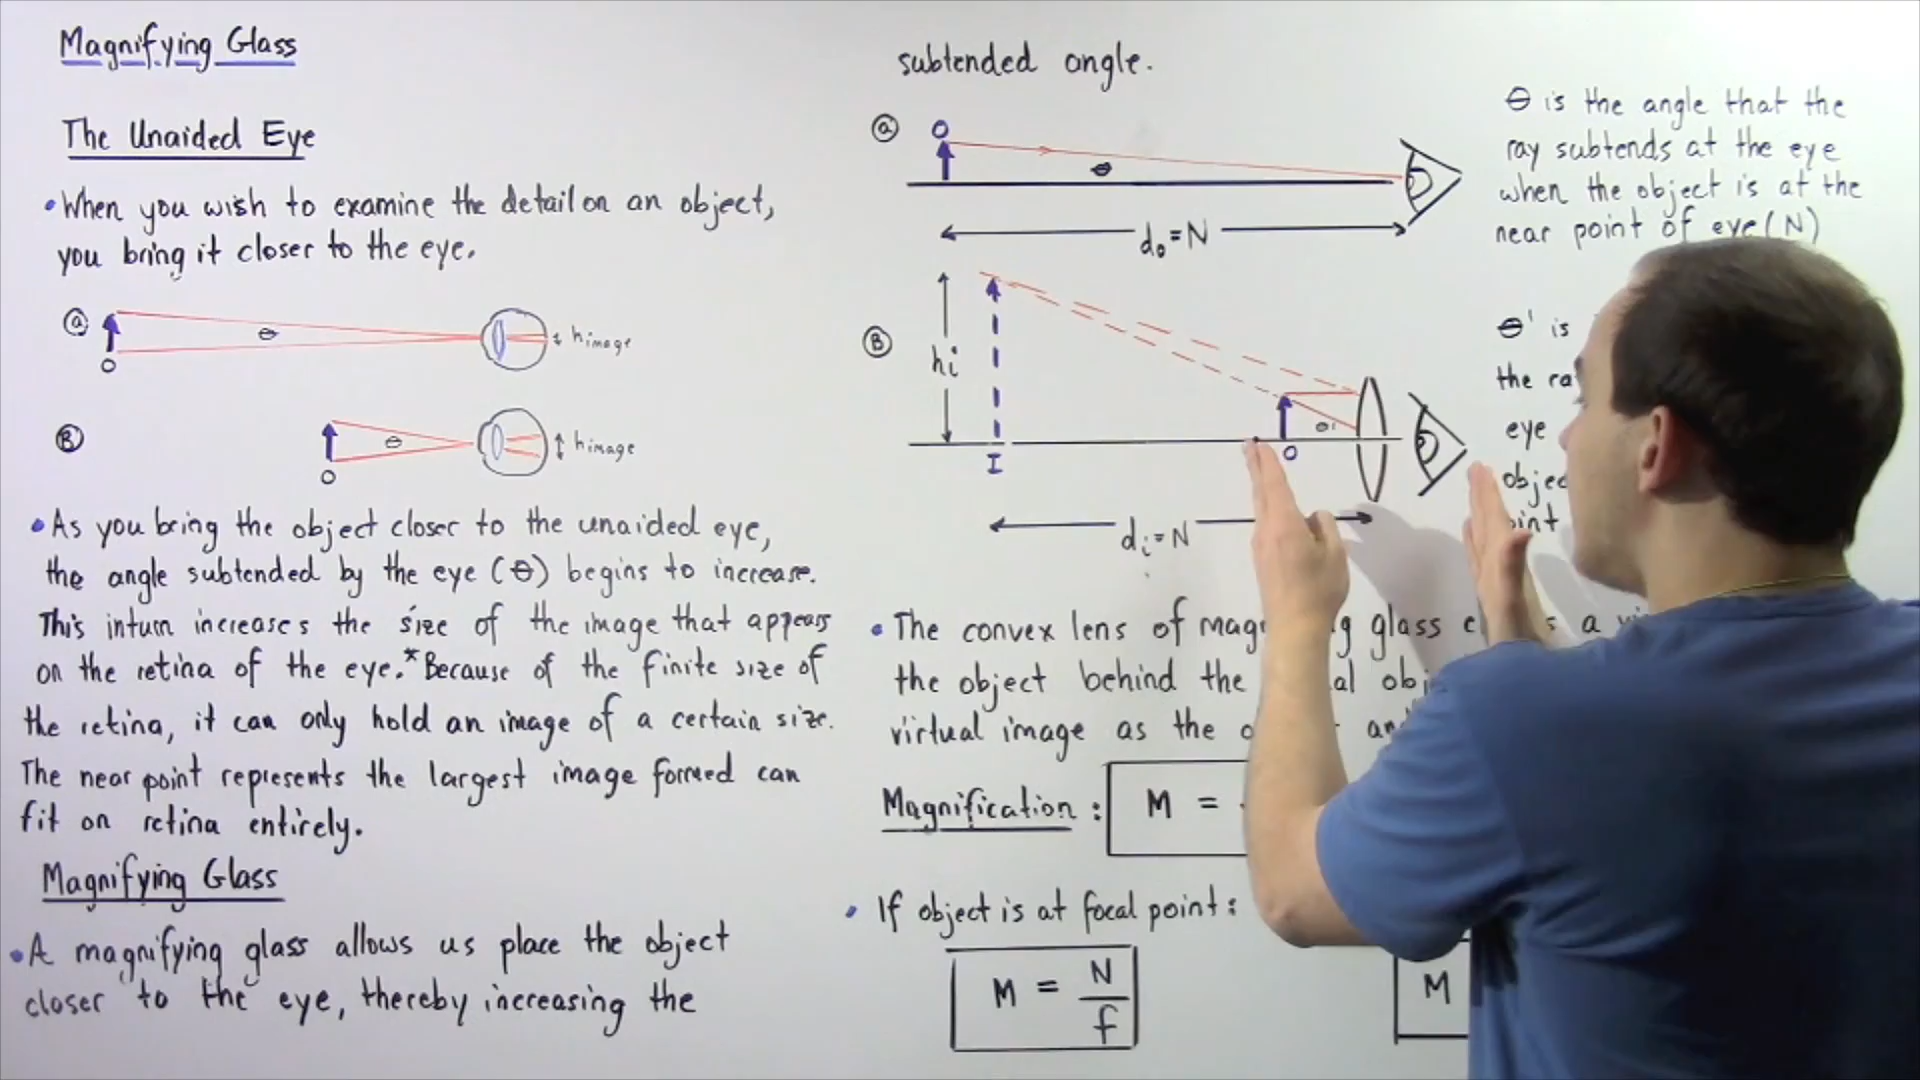 Magnifying Glass
The Unaided Eye
• When you wish to examine the detail on an object,
you bring it closer to the eye.
a
θ
h image
O
B
θ
h image
O
• As you bring the object closer to the unaided eye,
the angle subtended by the eye (θ) begins to increase.
This inturn increases the size of the image that appears
on the retina of the eye.* Because of the finite size of
the retina, it can only hold an image of a certain size.
The near point represents the largest image formed can
fit on retina entirely.
Magnifying Glass
• A magnifying glass allows us place the object
closer to the eye, thereby increasing the
subtended angle.
a
O
θ
do = N
θ is the angle that the
ray subtends at the eye
when the object is at the
near point of eye (N)
B
hi
I
θ'
O
di = N
θ' is
the
eye
• The convex lens of glass a
the object behind the
virtual image as the
Magnification :
M =
• If object is at focal point:
M = N
f
M